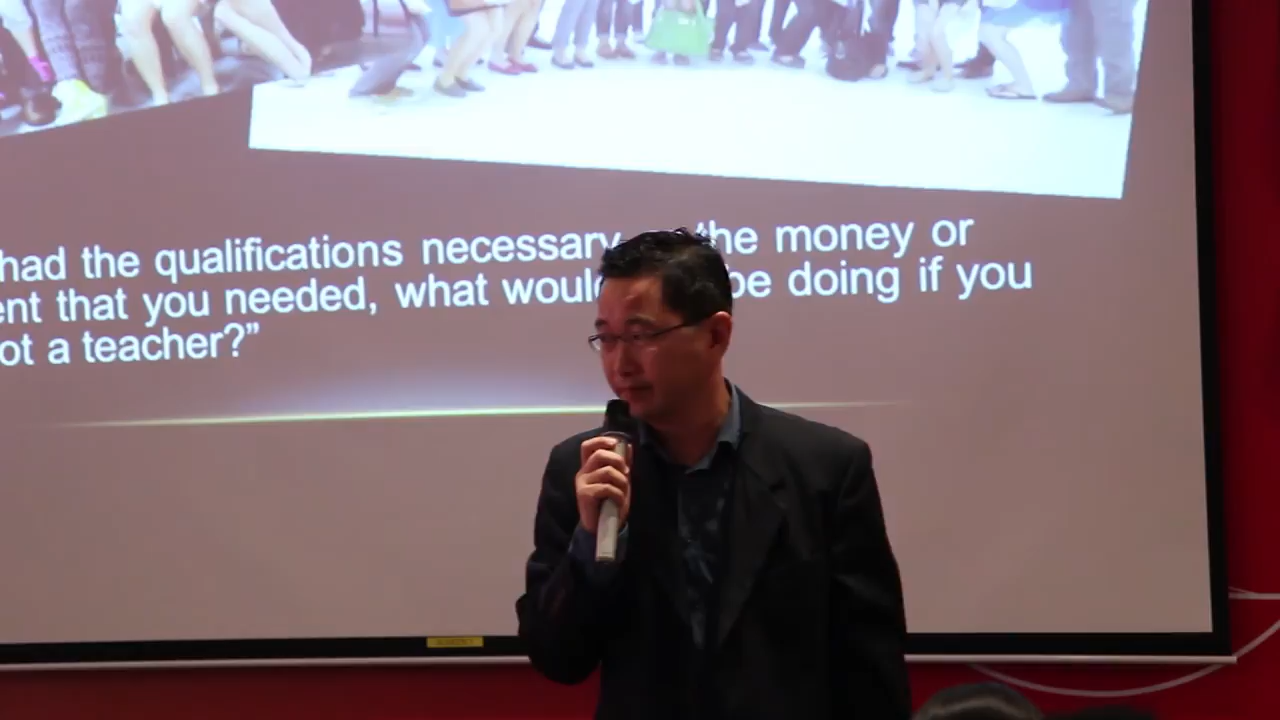 had the qualifications necessary the money or
ent that you needed, what would be doing if you
ot a teacher?”